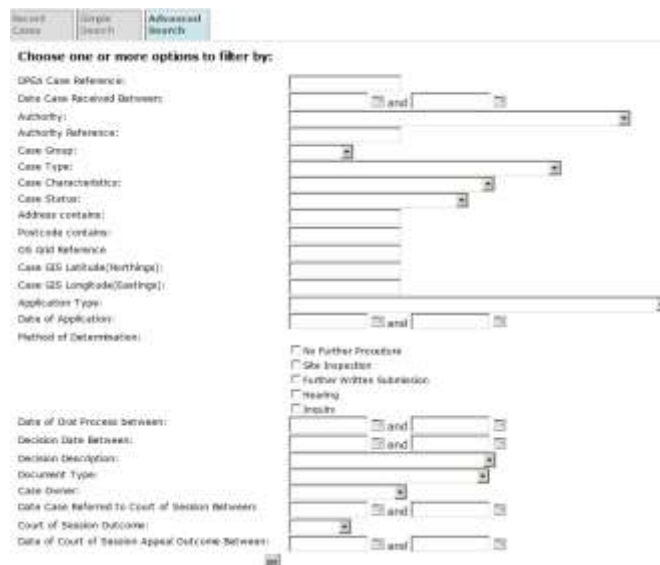 Recent Cases
Simple Search
Advanced Search
Choose one or more options to filter by:
DPEA Case Reference:
Date Case Received Between: and
Authority:
Authority Reference:
Case Group:
Case Type:
Case Characteristics:
Case Status:
Address contains:
Postcode contains:
OS Grid Reference
Case GIS Latitude(Northings):
Case GIS Longitude(Eastings):
Application Type:
Date of Application: and
Method of Determination:
No Further Procedure
Site Inspection
Further Written Submission
Hearing
Inquiry
Date of Oral Process between: and
Decision Date Between: and
Decision Description:
Document Type:
Case Owner:
Date Case Referred to Court of Session Between: and
Court of Session Outcome:
Date of Court of Session Appeal Outcome Between: and